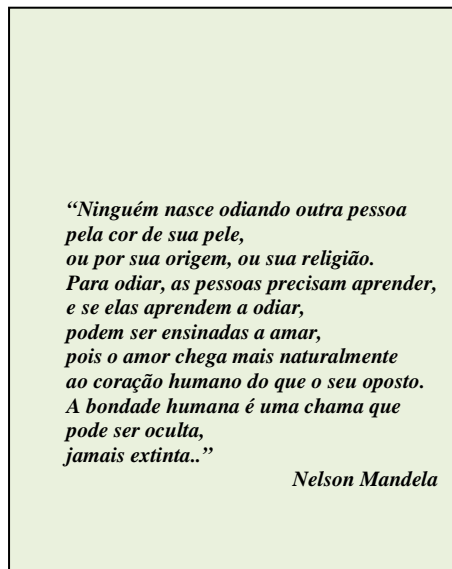 “Ninguém nasce odiando outra pessoa
pela cor de sua pele,
ou por sua origem, ou sua religião.
Para odiar, as pessoas precisam aprender,
e se elas aprendem a odiar,
podem ser ensinadas a amar,
pois o amor chega mais naturalmente
ao coração humano do que o seu oposto.
A bondade humana é uma chama que
pode ser oculta,
jamais extinta..”
Nelson Mandela